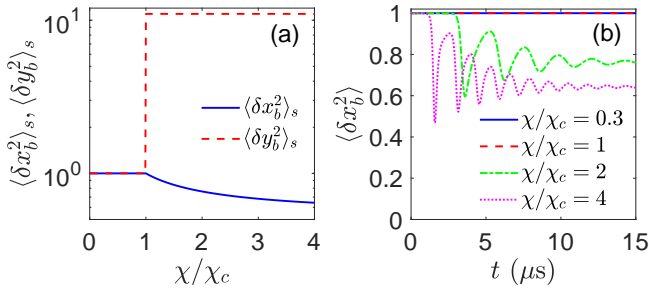 (a)
⟨δx_b^2⟩_s, ⟨δy_b^2⟩_s
10^1
10^0
⟨δx_b^2⟩_s
⟨δy_b^2⟩_s
0 1 2 3 4
χ/χ_c
(b)
⟨δx_b^2⟩
1
0.8
0.6
0.4
0.2
0
χ/χ_c = 0.3
χ/χ_c = 1
χ/χ_c = 2
χ/χ_c = 4
0 5 10 15
t (μs)